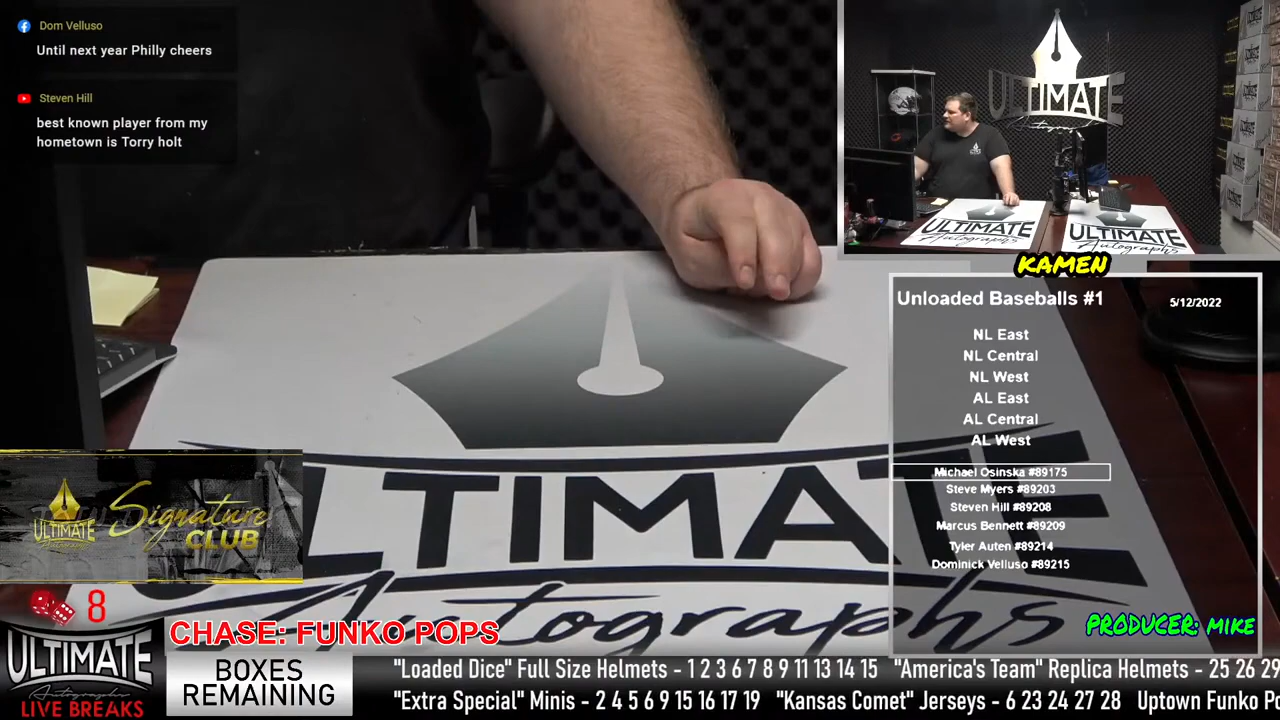 Dom Velluso
Until next year Philly cheers
Steven Hill
best known player from my
hometown is Torry holt
ULTIMATE
ULTIMATE
Autographs
ULTIMATE
Autographs
KAMEN
Unloaded Baseballs #1
5/12/2022
NL East
NL Central
NL West
AL East
AL Central
AL West
Michael Osinska #89175
Steve Myers #89203
Steven Hill #89208
Marcus Bennett #89209
Tyler Auten #89214
Dominick Velluso #89215
PRODUCER: MIKE
ULTIMATE
Autographs
ULTIMATE
Signature
CLUB
8
CHASE: FUNKO POPS
ULTIMATE
Autographs
LIVE BREAKS
BOXES
REMAINING
"Loaded Dice" Full Size Helmets - 1 2 3 6 7 8 9 11 13 14 15 "America's Team" Replica Helmets - 25 26 29
"Extra Special" Minis - 2 4 5 6 9 15 16 17 19 "Kansas Comet" Jerseys - 6 23 24 27 28 Uptown Funko Po